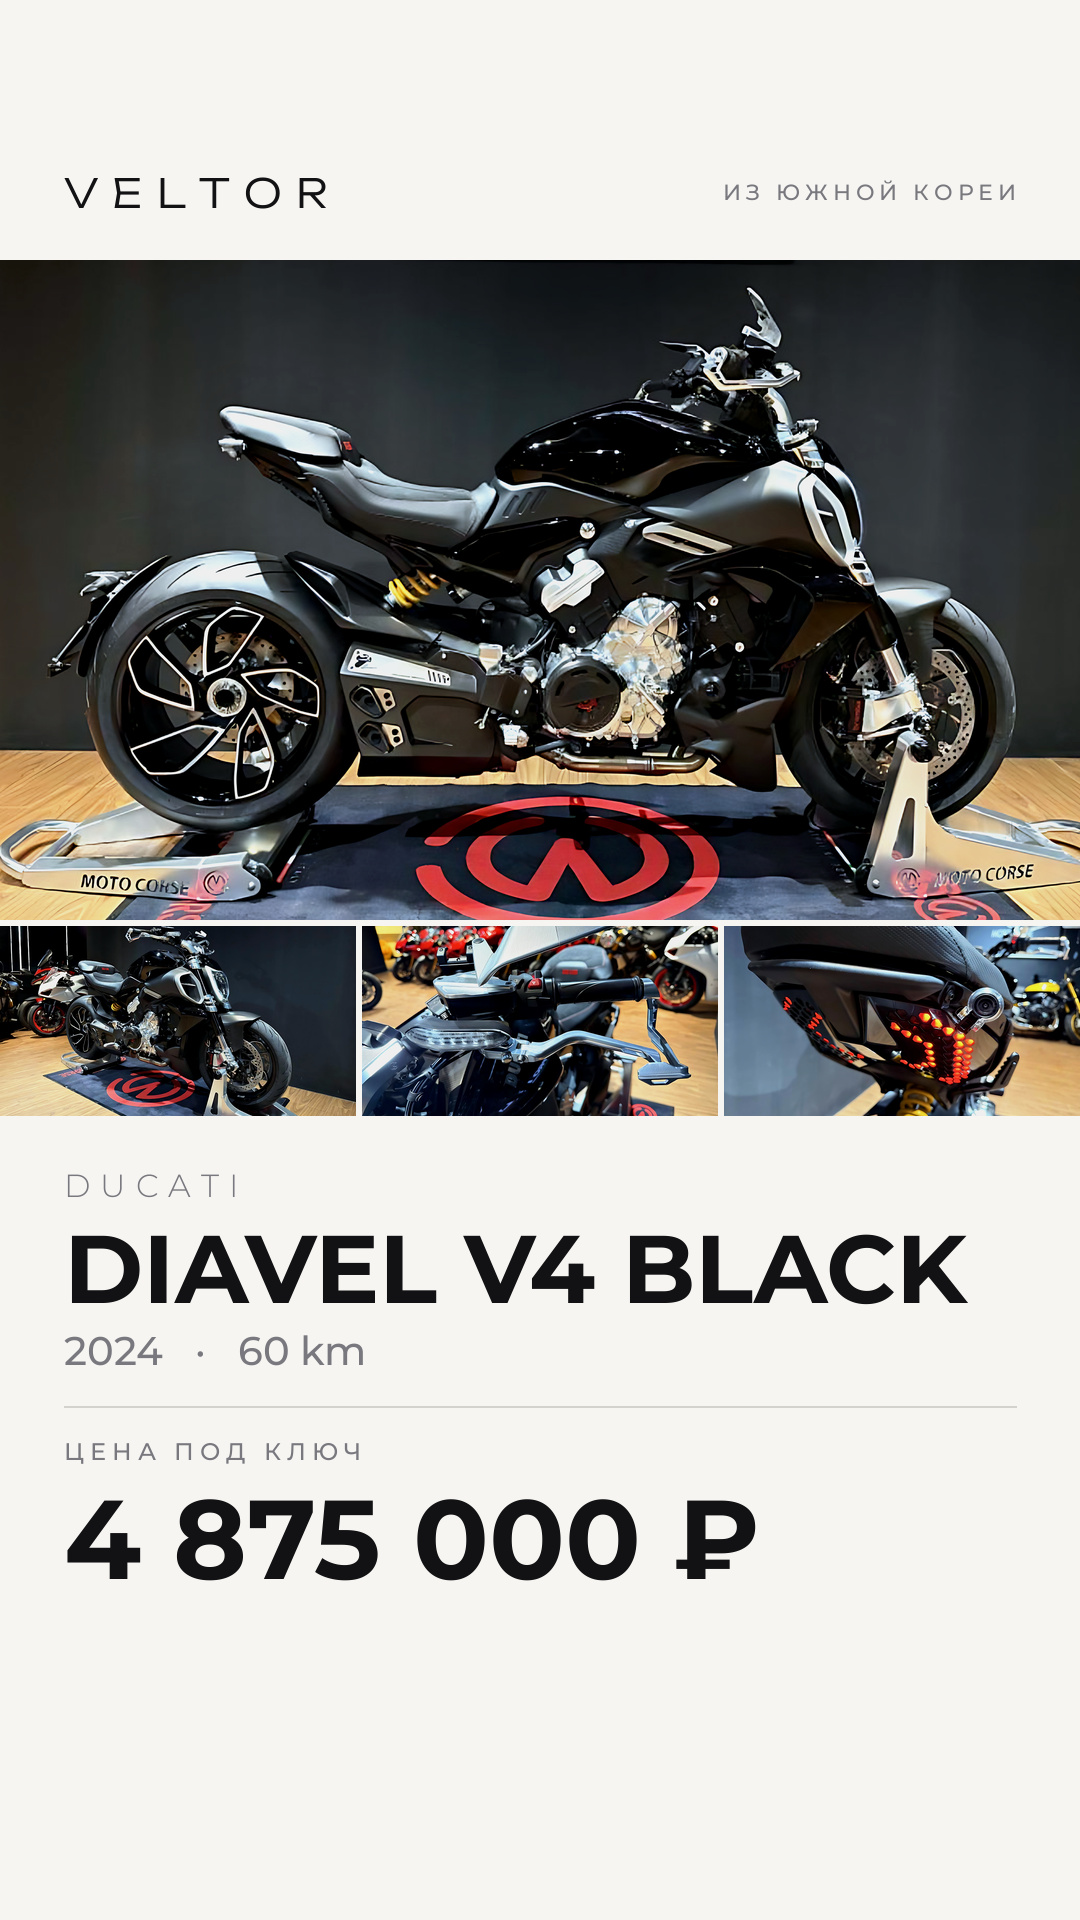 VELTOR
ИЗ ЮЖНОЙ КОРЕИ
MOTO CORSE
MOTO CORSE
DUCATI
DIAVEL V4 BLACK
2024 · 60 km
ЦЕНА ПОД КЛЮЧ
4 875 000 ₽